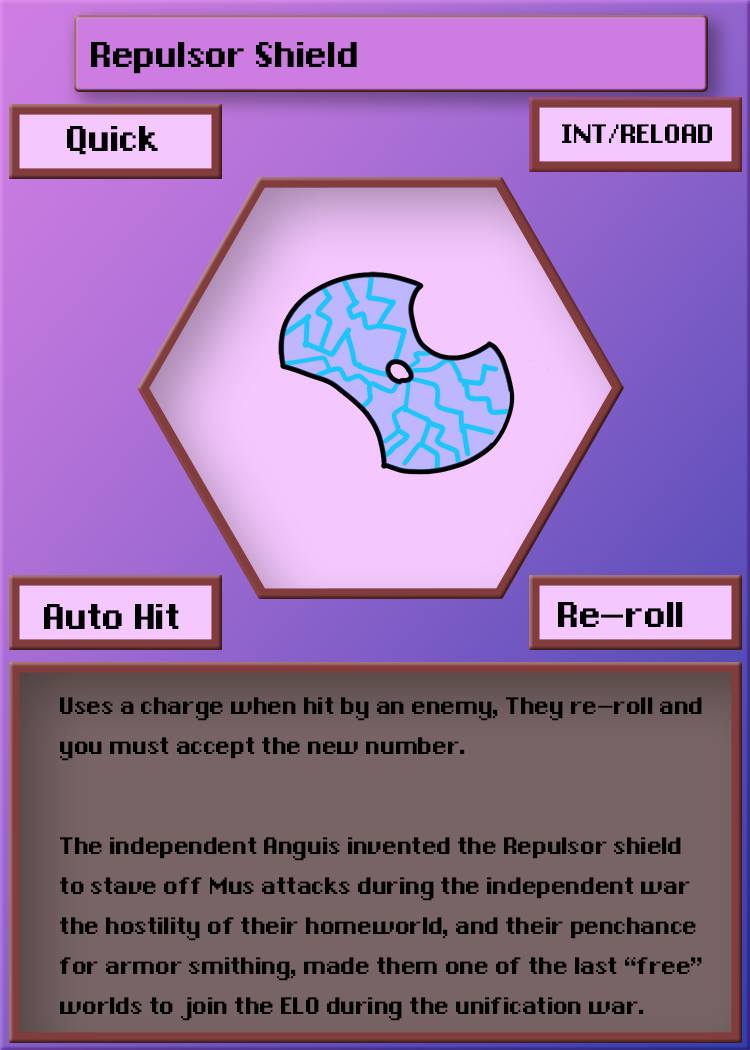 Repulsor Shield
Quick
INT/RELOAD
Auto Hit
Re-roll
Uses a charge when hit by an enemy, They re-roll and
you must accept the new number.
The independent Anguis invented the Repulsor shield
to stave off Mus attacks during the independent war
the hostility of their homeworld, and their penchance
for armor smithing, made them one of the last “free”
worlds to join the ELO during the unification war.